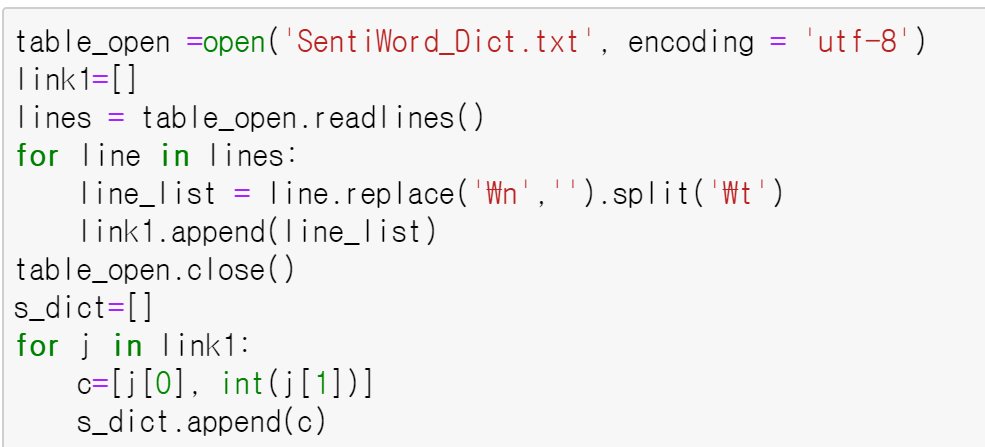 table_open =open('SentiWord_Dict.txt', encoding = 'utf-8')
link1=[]
lines = table_open.readlines()
for line in lines:
    line_list = line.replace('₩n','').split('₩t')
    link1.append(line_list)
table_open.close()
s_dict=[]
for j in link1:
    c=[j[0], int(j[1])]
    s_dict.append(c)